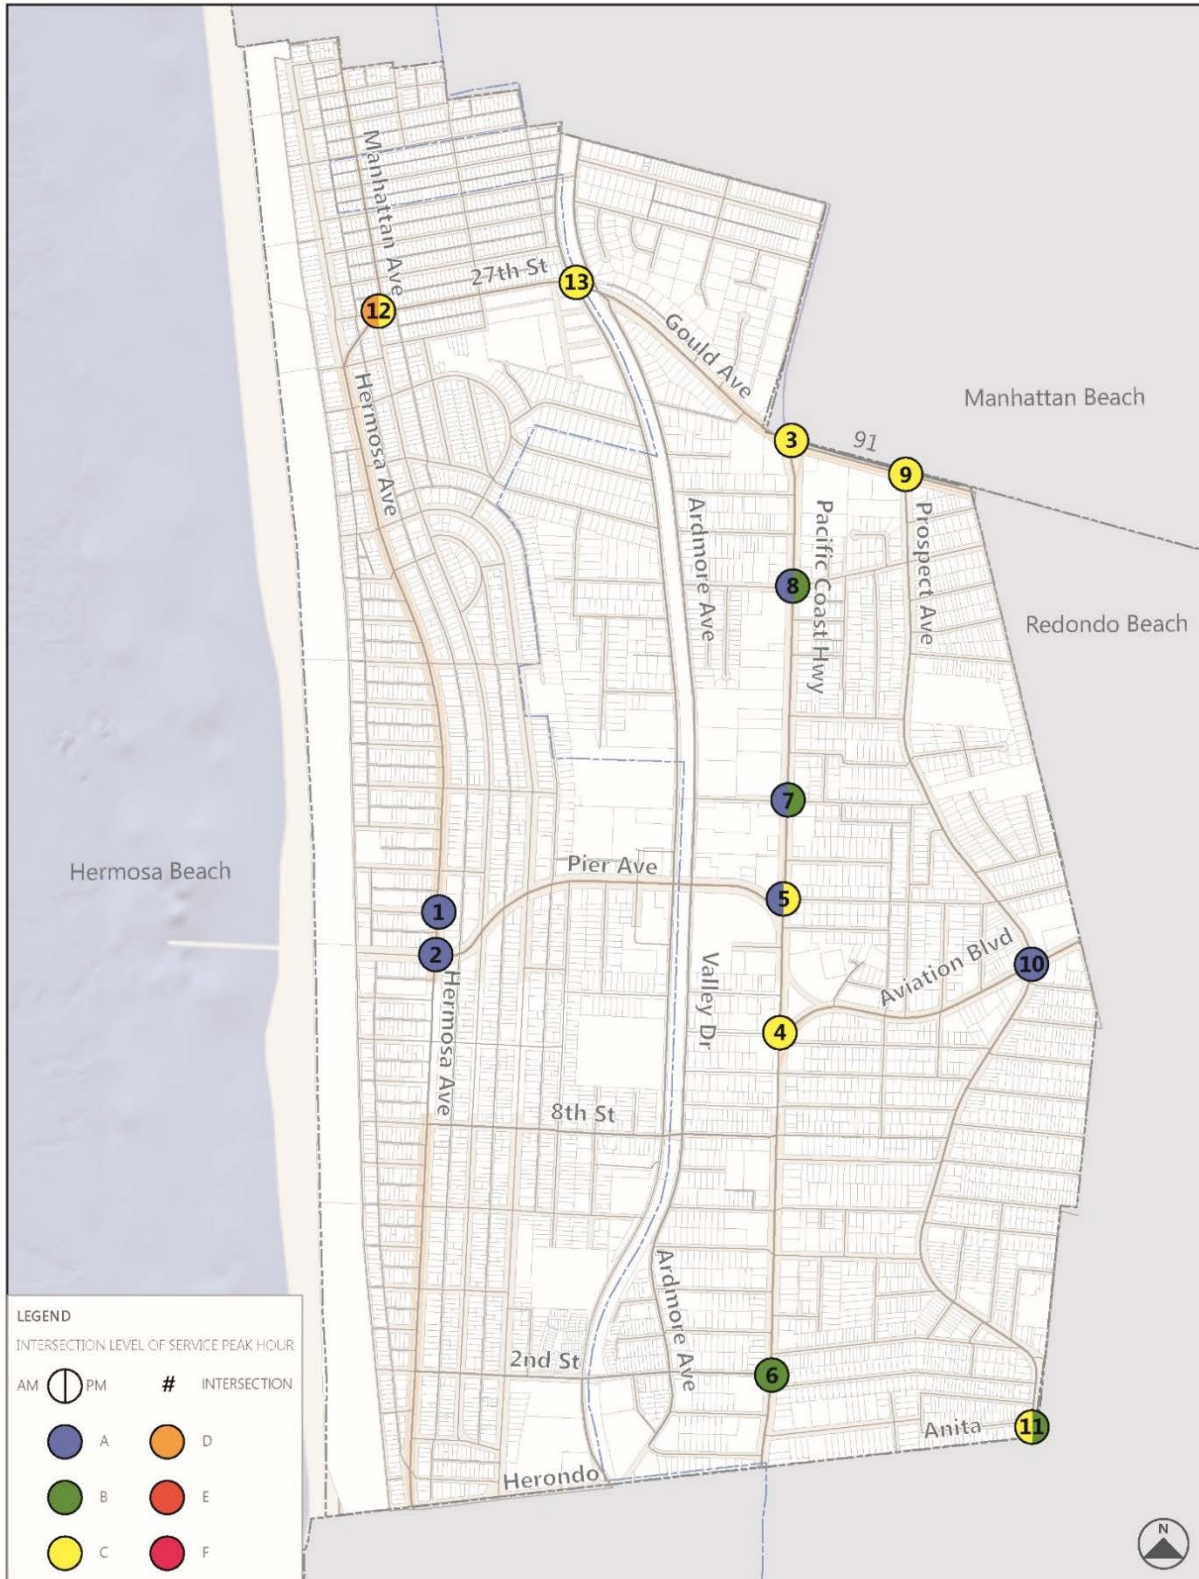 Manhattan Ave
27th St
13
12
Gould Ave
Hermosa Ave
Manhattan Beach
3
91
9
Ardmore Ave
Pacific Coast Hwy
Prospect Ave
8
Redondo Beach
7
Pier Ave
Hermosa Beach
5
1
2
Aviation Blvd
10
Valley Dr
Hermosa Ave
4
8th St
Ardmore Ave
2nd St
6
Anita
11
Herondo
LEGEND
INTERSECTION LEVEL OF SERVICE PEAK HOUR
AM PM # INTERSECTION
A D
B E
C F
N